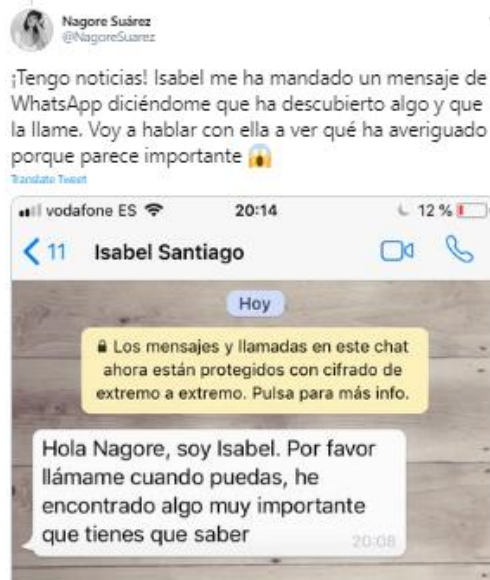 Nagore Suárez
@NagoreSuarez
¡Tengo noticias! Isabel me ha mandado un mensaje de
WhatsApp diciéndome que ha descubierto algo y que
la llame. Voy a hablar con ella a ver qué ha averiguado
porque parece importante 😱
Translate Tweet
vodafone ES 20:14 12 %
11 Isabel Santiago
Hoy
🔒 Los mensajes y llamadas en este chat
ahora están protegidos con cifrado de
extremo a extremo. Pulsa para más info.
Hola Nagore, soy Isabel. Por favor
llámame cuando puedas, he
encontrado algo muy importante
que tienes que saber
20:08